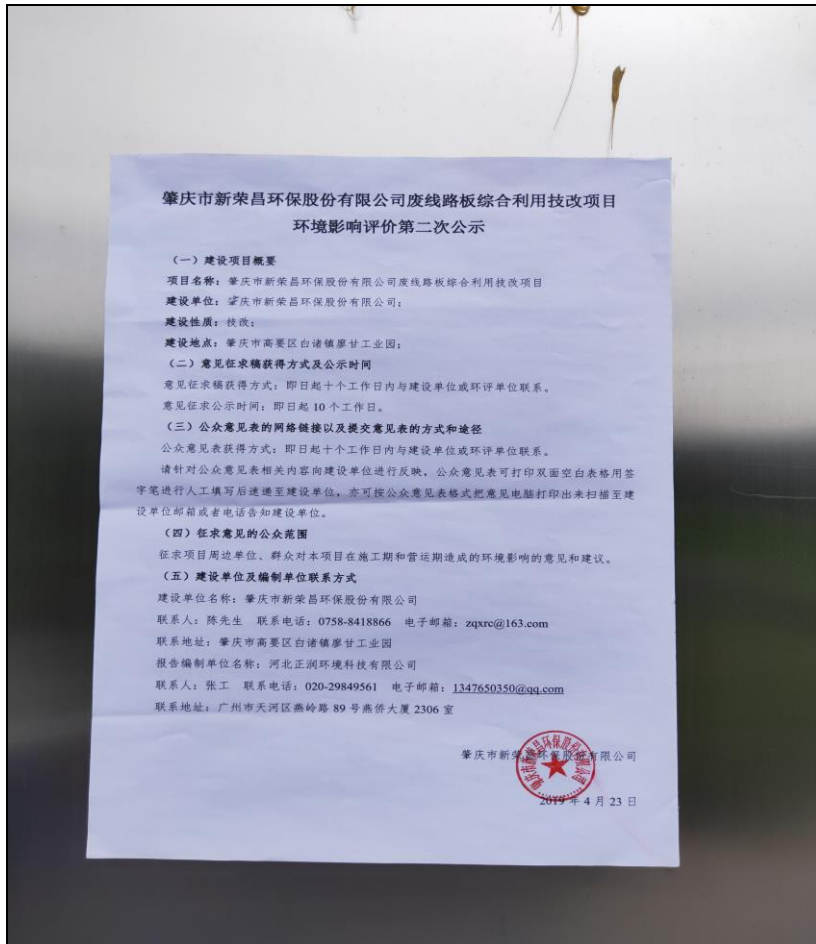 肇庆市新荣昌环保股份有限公司废线路板综合利用技改项目
环境影响评价第二次公示
（一）建设项目概要
项目名称：肇庆市新荣昌环保股份有限公司废线路板综合利用技改项目
建设单位：肇庆市新荣昌环保股份有限公司；
建设性质：技改；
建设地点：肇庆市高要区白诸镇廖甘工业园；
（二）意见征求稿获得方式及公示时间
意见征求稿获得方式：即日起十个工作日内与建设单位或环评单位联系。
意见征求公示时间：即日起 10 个工作日。
（三）公众意见表的网络链接以及提交意见表的方式和途径
公众意见表获得方式：即日起十个工作日内与建设单位或环评单位联系。
请针对公众意见表相关内容向建设单位进行反映，公众意见表可打印双面空白表格用签
字笔进行人工填写后速递至建设单位，亦可按公众意见表格式把意见电脑打印出来扫描至建
设单位邮箱或者电话告知建设单位。
（四）征求意见的公众范围
征求项目周边单位、群众对本项目在施工期和营运期造成的环境影响的意见和建议。
（五）建设单位及编制单位联系方式
建设单位名称：肇庆市新荣昌环保股份有限公司
联系人：陈先生 联系电话：0758-8418866 电子邮箱：zqxrc@163.com
联系地址：肇庆市高要区白诸镇廖甘工业园
报告编制单位名称：河北正润环境科技有限公司
联系人：张工 联系电话：020-29849561 电子邮箱：1347650350@qq.com
联系地址：广州市天河区燕岭路 89 号燕侨大厦 2306 室
肇庆市新荣昌环保股份有限公司
肇庆市新荣昌环保股份有限公司
2019 年 4 月 23 日